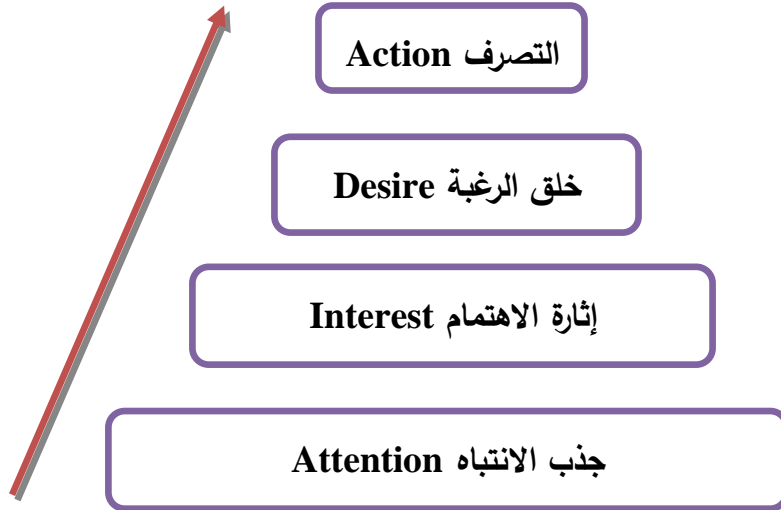 التصرف Action
خلق الرغبة Desire
إثارة الاهتمام Interest
جذب الانتباه Attention